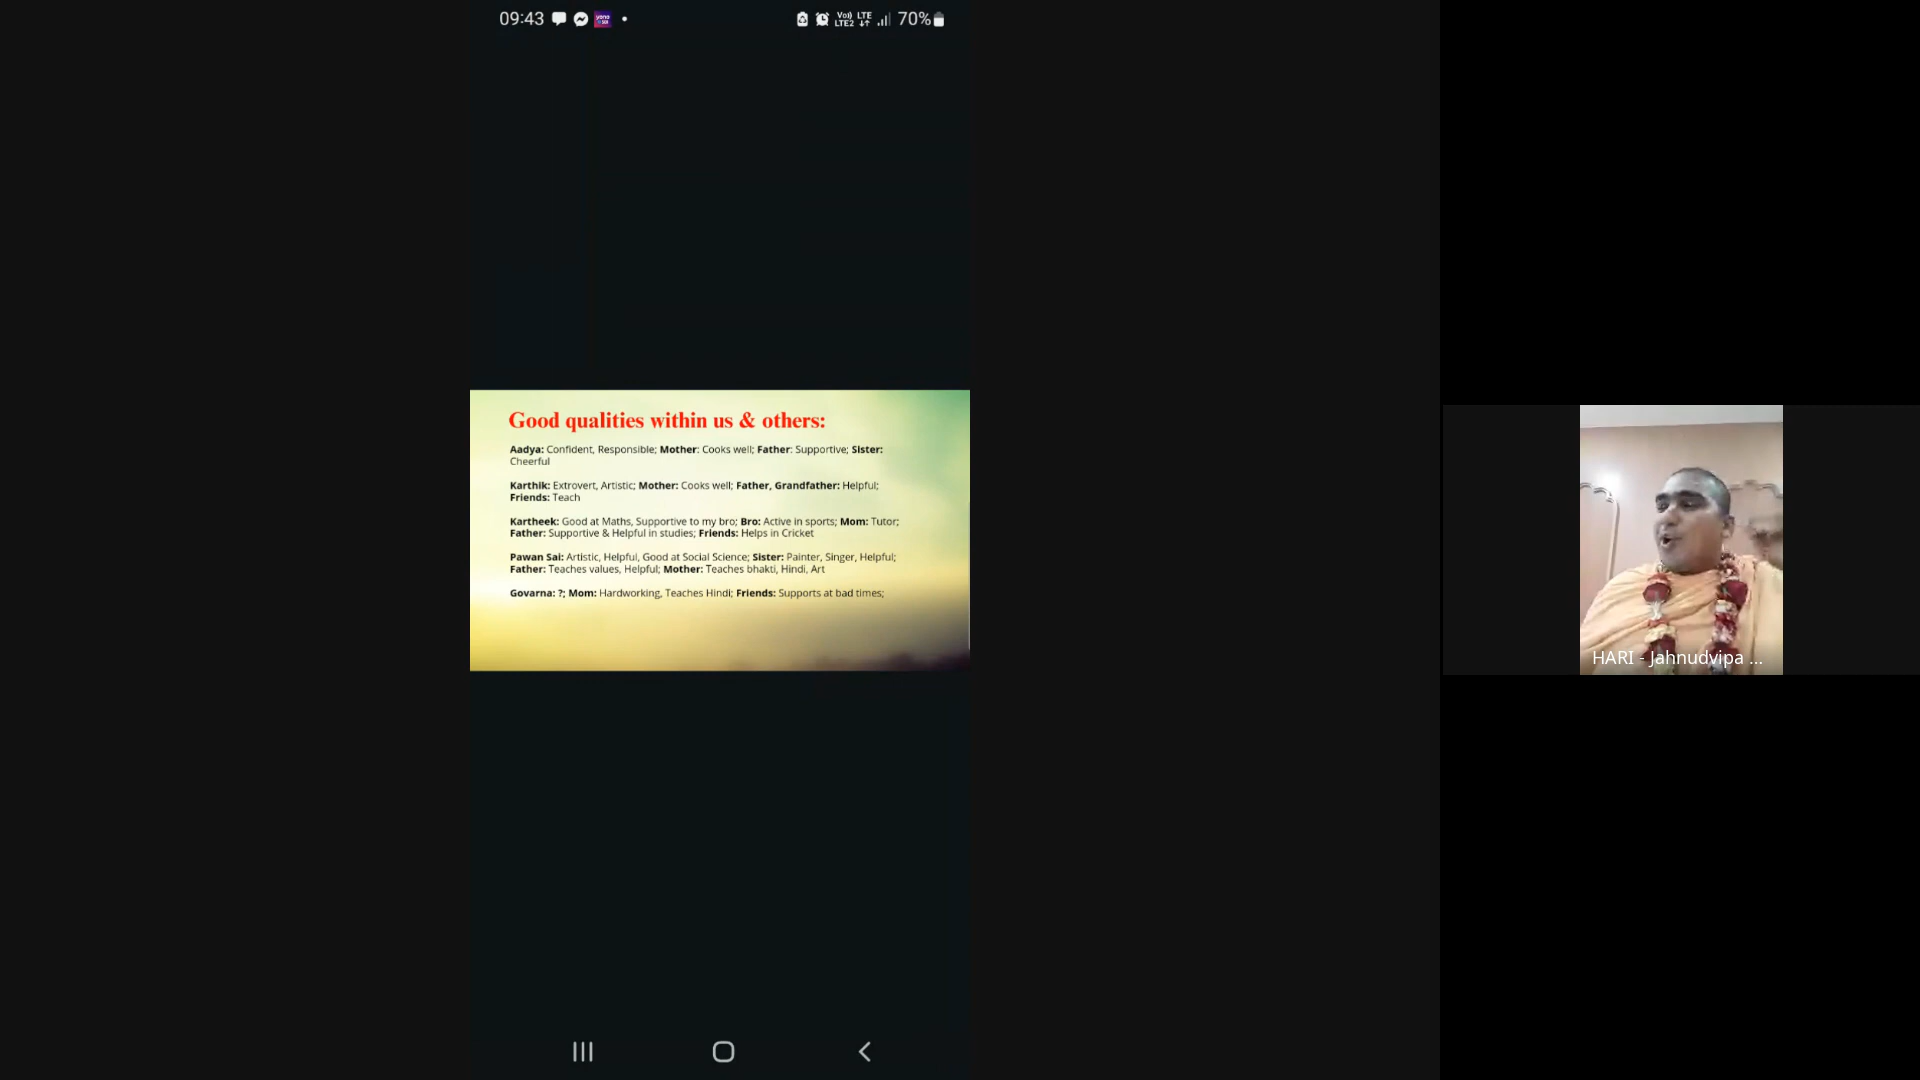 09:43
Vo)) LTE
LTE2
70%
Good qualities within us & others:
Aadya: Confident, Responsible; Mother: Cooks well; Father: Supportive; Sister:
Cheerful
Karthik: Extrovert, Artistic; Mother: Cooks well; Father, Grandfather: Helpful;
Friends: Teach
Kartheek: Good at Maths, Supportive to my bro; Bro: Active in sports; Mom: Tutor;
Father: Supportive & Helpful in studies; Friends: Helps in Cricket
Pawan Sai: Artistic, Helpful, Good at Social Science; Sister: Painter, Singer, Helpful;
Father: Teaches values, Helpful; Mother: Teaches bhakti, Hindi, Art
Govarna: ?; Mom: Hardworking, Teaches Hindi; Friends: Supports at bad times;
HARI - Jahnudvipa ...